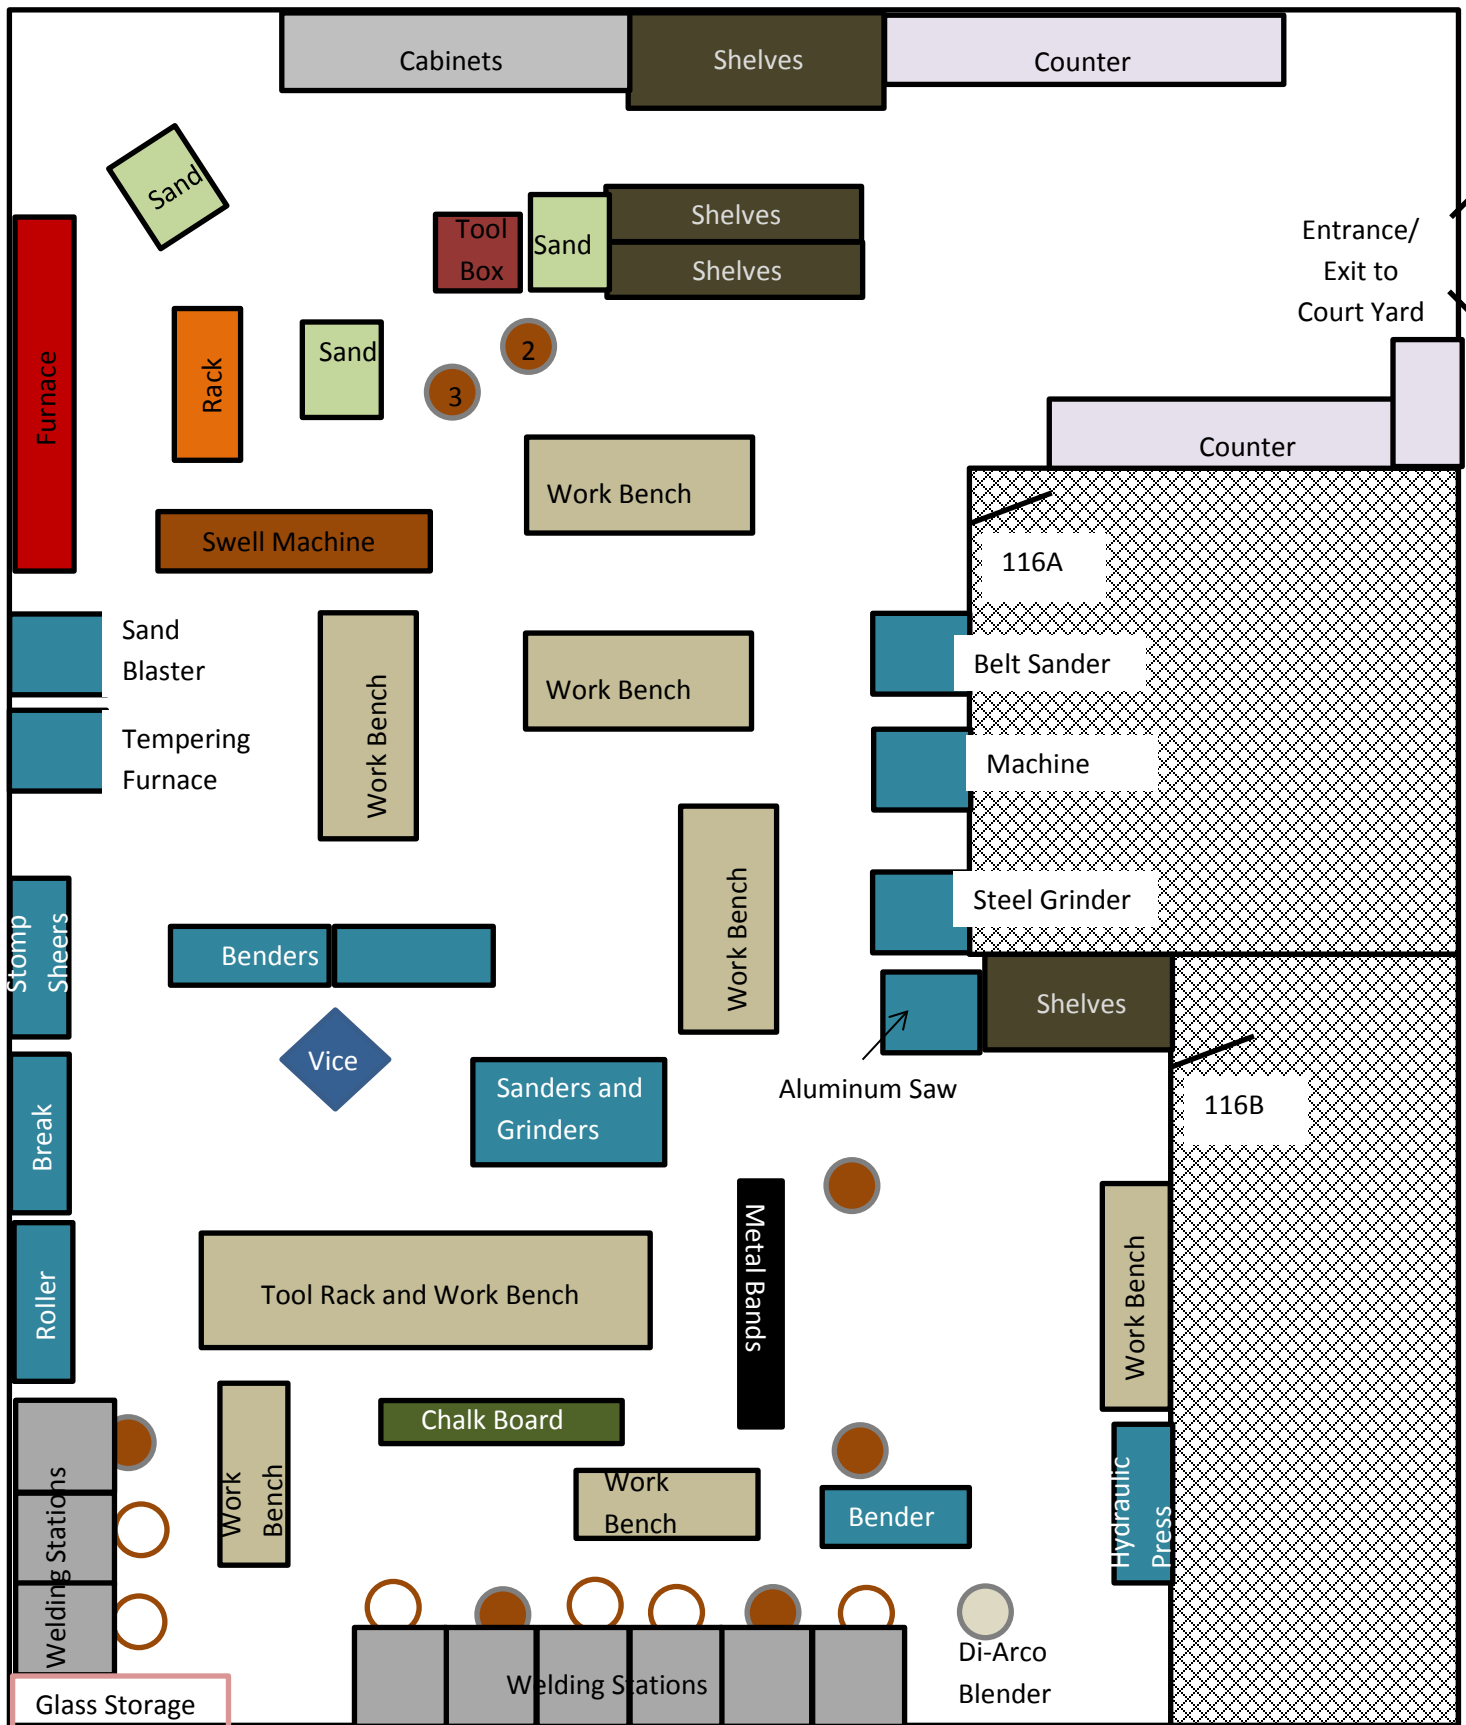 Cabinets
Shelves
Counter
Sand
Tool
Box
Sand
Shelves
Shelves
Entrance/
Exit to
Court Yard
Furnace
Rack
Sand
2
3
Counter
Work Bench
Swell Machine
116A
Sand
Blaster
Work Bench
Belt Sander
Tempering
Furnace
Work Bench
Machine
Stomp
Sheers
Benders
Work Bench
Steel Grinder
Shelves
Vice
Sanders and
Grinders
Aluminum Saw
116B
Break
Roller
Tool Rack and Work Bench
Metal Bands
Work Bench
Chalk Board
Welding Stations
Work
Bench
Work
Bench
Bender
Hydraulic
Press
Di-Arco
Blender
Welding Stations
Glass Storage